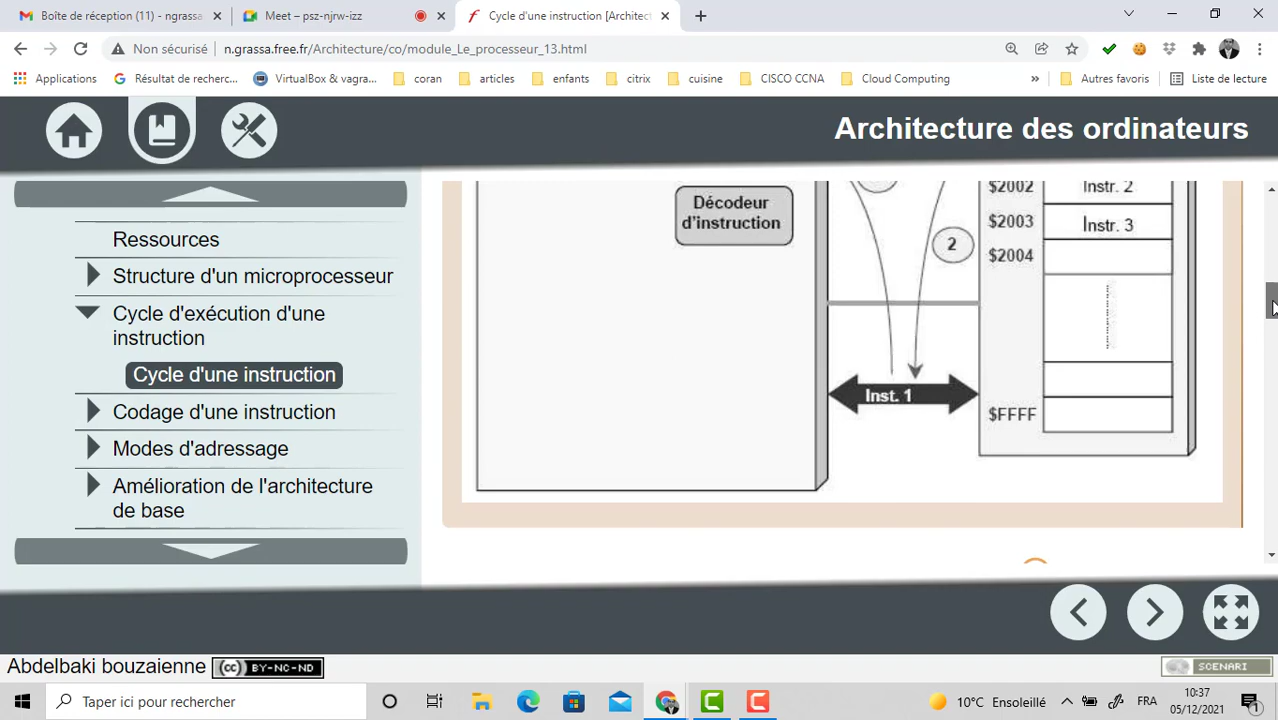 Boîte de réception (11) - ngrassa
Meet – psz-njrw-izz
Cycle d'une instruction [Architect
Non sécurisé
n.grassa.free.fr/Architecture/co/module_Le_processeur_13.html
Applications
Résultat de recherc...
VirtualBox & vagra...
coran
articles
enfants
citrix
cuisine
CISCO CCNA
Cloud Computing
»
Autres favoris
Liste de lecture
Architecture des ordinateurs
Ressources
Structure d'un microprocesseur
Cycle d'exécution d'une
instruction
Cycle d'une instruction
Codage d'une instruction
Modes d'adressage
Amélioration de l'architecture
de base
Décodeur
d'instruction
2
$2002
Instr. 2
$2003
Instr. 3
$2004
Inst. 1
$FFFF
Abdelbaki bouzaienne
cc BY-NC-ND
SCENARI
Taper ici pour rechercher
10°C Ensoleillé
FRA
10:37
05/12/2021
1